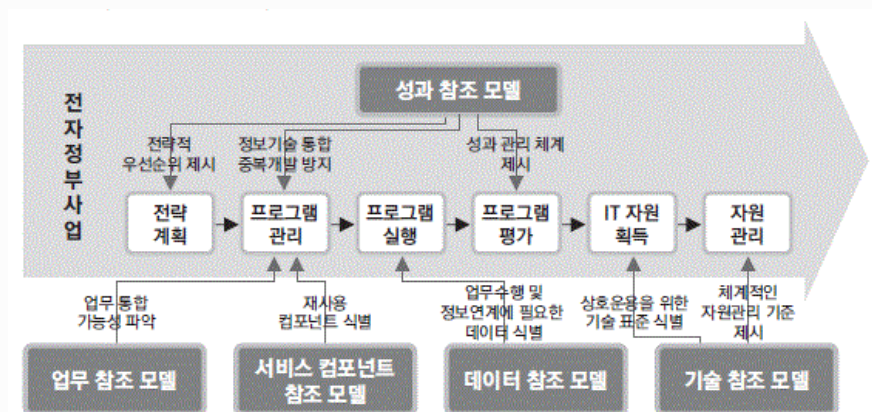 전자정부사업
성과 참조 모델
전략적
우선순위 제시
정보기술 통합
중복개발 방지
성과 관리 체계
제시
전략
계획
프로그램
관리
프로그램
실행
프로그램
평가
IT 자원
획득
자원
관리
업무 통합
가능성 파악
재사용
컴포넌트 식별
업무수행 및
정보연계에 필요한
데이터 식별
상호운용을 위한
기술 표준 식별
체계적인
자원관리 기준
제시
업무 참조 모델
서비스 컴포넌트
참조 모델
데이터 참조 모델
기술 참조 모델